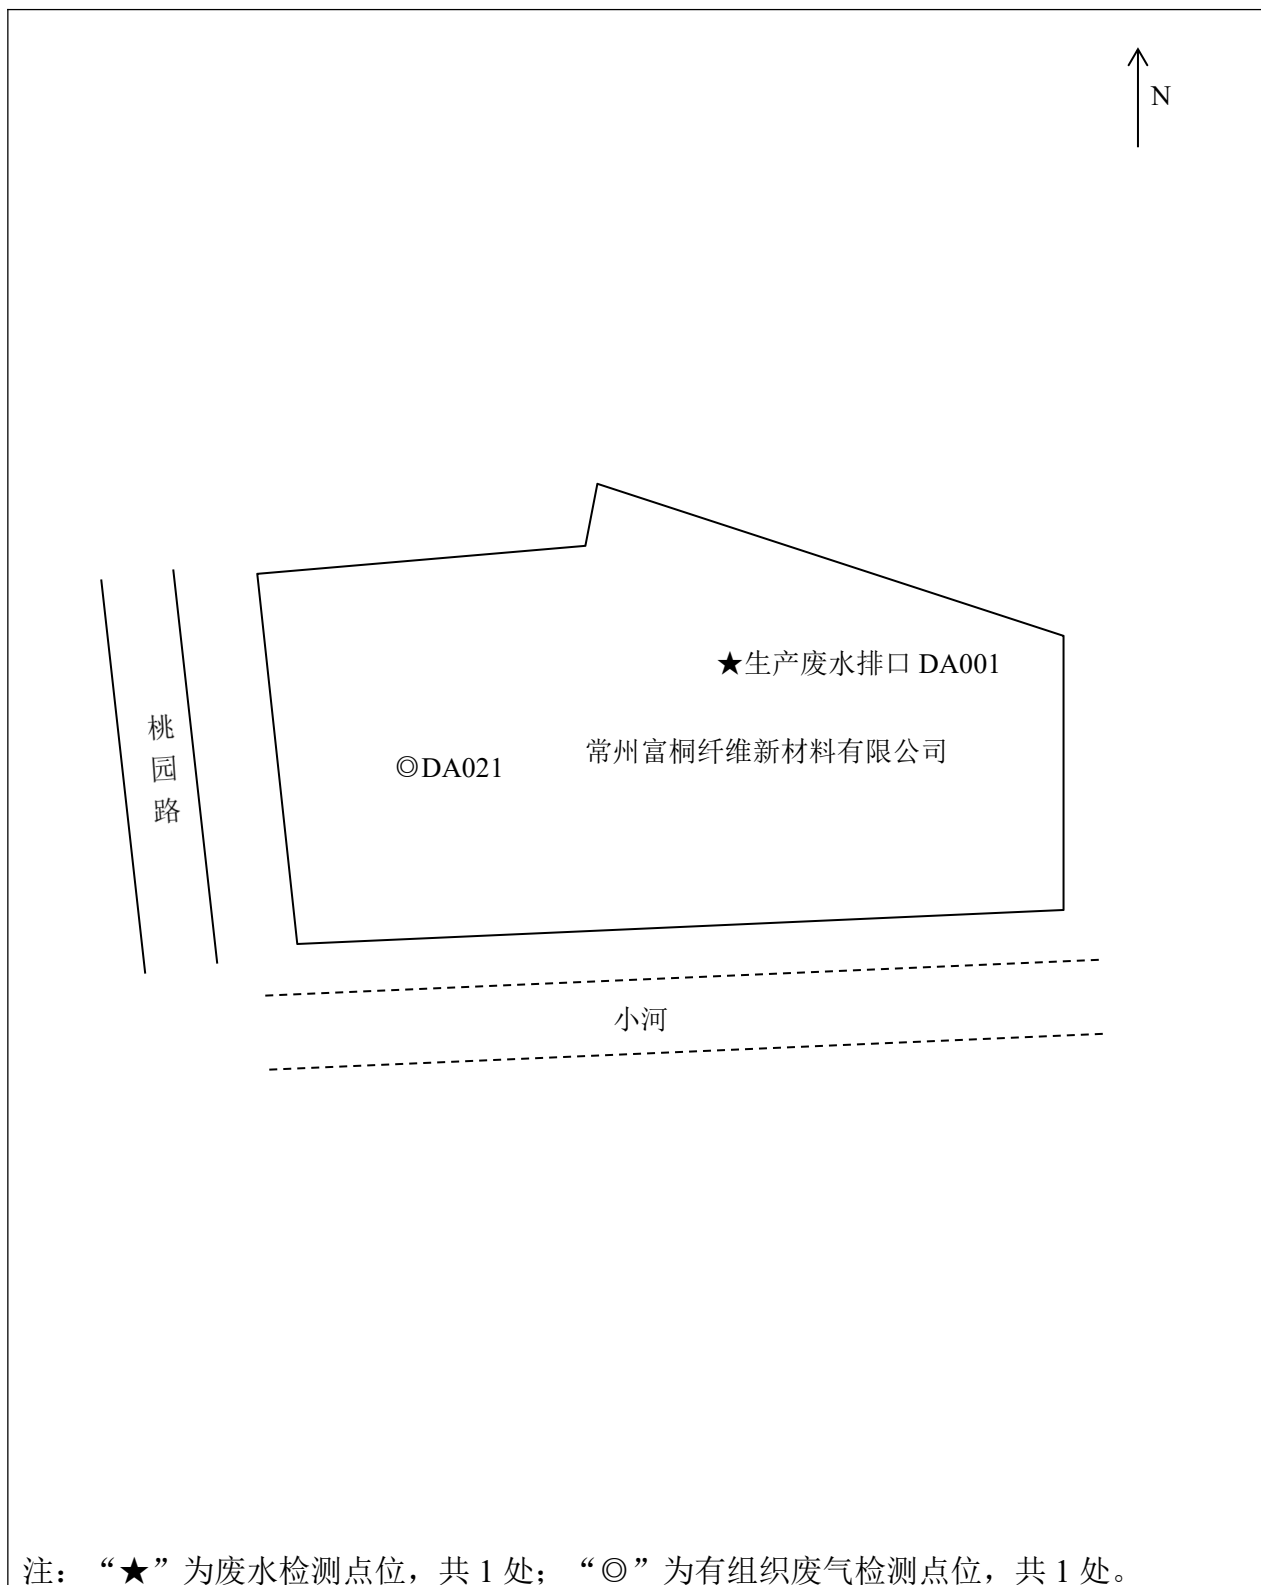 N
★生产废水排口 DA001
桃园路
常州富桐纤维新材料有限公司
◎DA021
小河
注：“★”为废水检测点位，共 1 处；“◎”为有组织废气检测点位，共 1 处。